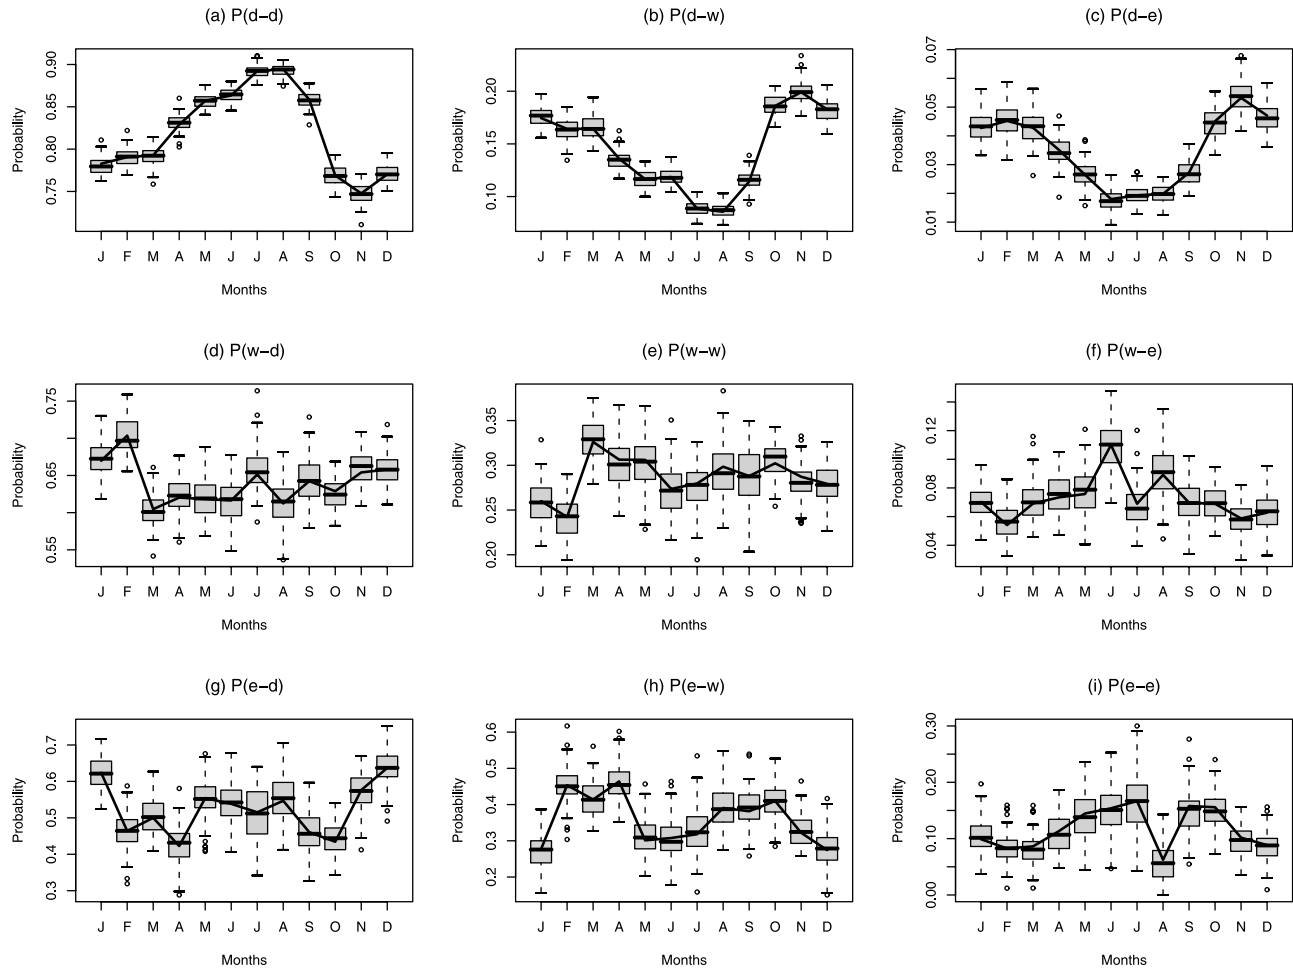 (a) P(d−d)
Probability
0.75 0.80 0.85 0.90
J F M A M J J A S O N D
Months
(b) P(d−w)
Probability
0.10 0.15 0.20
J F M A M J J A S O N D
Months
(c) P(d−e)
Probability
0.01 0.03 0.05 0.07
J F M A M J J A S O N D
Months
(d) P(w−d)
Probability
0.55 0.65 0.75
J F M A M J J A S O N D
Months
(e) P(w−w)
Probability
0.20 0.25 0.30 0.35
J F M A M J J A S O N D
Months
(f) P(w−e)
Probability
0.04 0.08 0.12
J F M A M J J A S O N D
Months
(g) P(e−d)
Probability
0.3 0.4 0.5 0.6 0.7
J F M A M J J A S O N D
Months
(h) P(e−w)
Probability
0.2 0.3 0.4 0.5 0.6
J F M A M J J A S O N D
Months
(i) P(e−e)
Probability
0.00 0.10 0.20 0.30
J F M A M J J A S O N D
Months